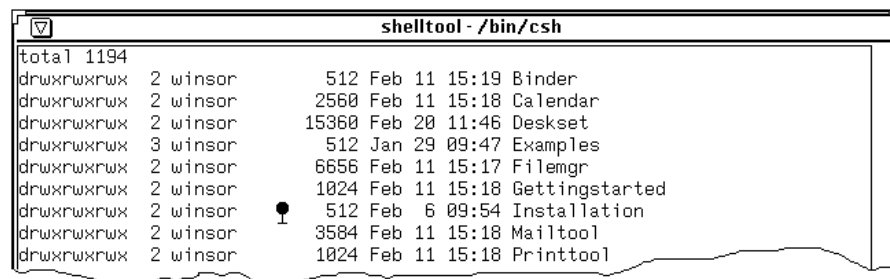 shelltool - /bin/csh
total 1194
drwxrwxrwx 2 winsor 512 Feb 11 15:19 Binder
drwxrwxrwx 2 winsor 2560 Feb 11 15:18 Calendar
drwxrwxrwx 2 winsor 15360 Feb 20 11:46 Deskset
drwxrwxrwx 3 winsor 512 Jan 29 09:47 Examples
drwxrwxrwx 2 winsor 6656 Feb 11 15:17 Filemgr
drwxrwxrwx 2 winsor 1024 Feb 11 15:18 Gettingstarted
drwxrwxrwx 2 winsor 512 Feb 6 09:54 Installation
drwxrwxrwx 2 winsor 3584 Feb 11 15:18 Mailtool
drwxrwxrwx 2 winsor 1024 Feb 11 15:18 Printtool